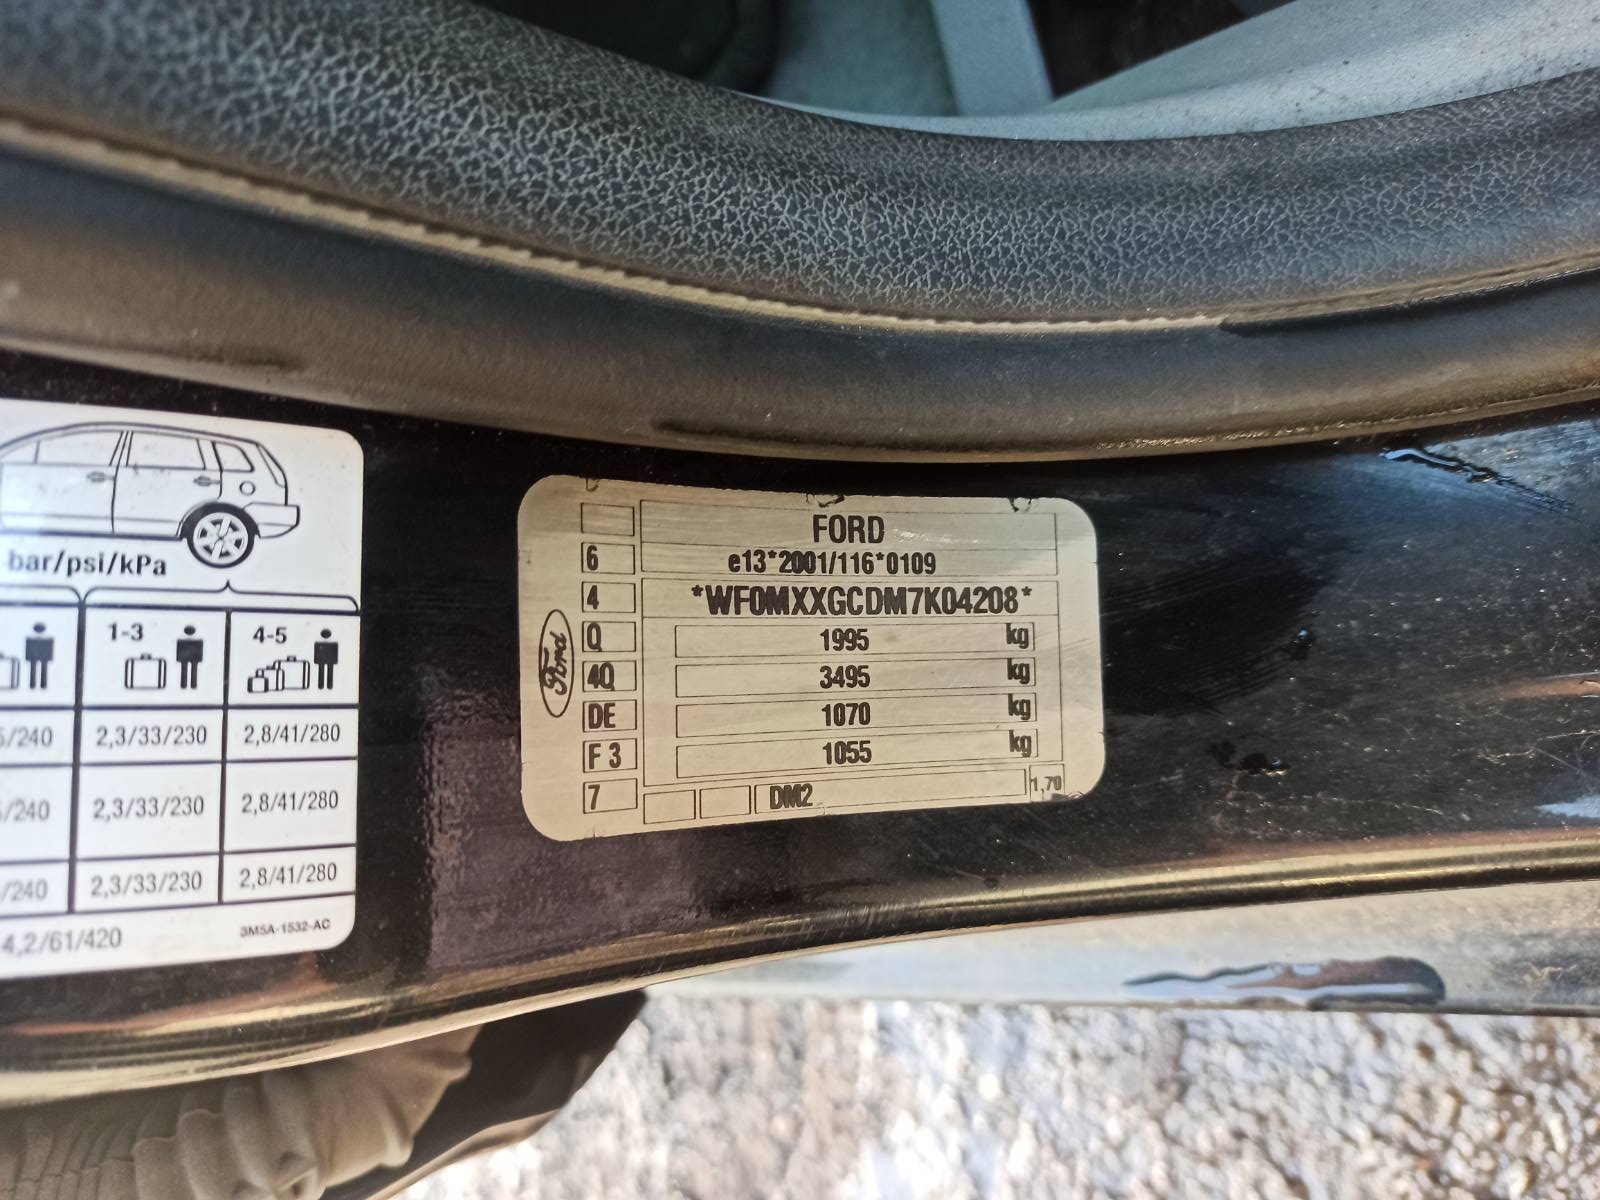 bar/psi/kPa
1-3
4-5
/240
2,3/33/230
2,8/41/280
/240
2,3/33/230
2,8/41/280
/240
2,3/33/230
2,8/41/280
4,2/61/420
3M5A-1532-AC
Ford
FORD
6
e13*2001/116*0109
4
*WF0MXXGCDM7K04208*
Q
1995
kg
4Q
3495
kg
DE
1070
kg
F 3
1055
kg
7
DM2
1,70